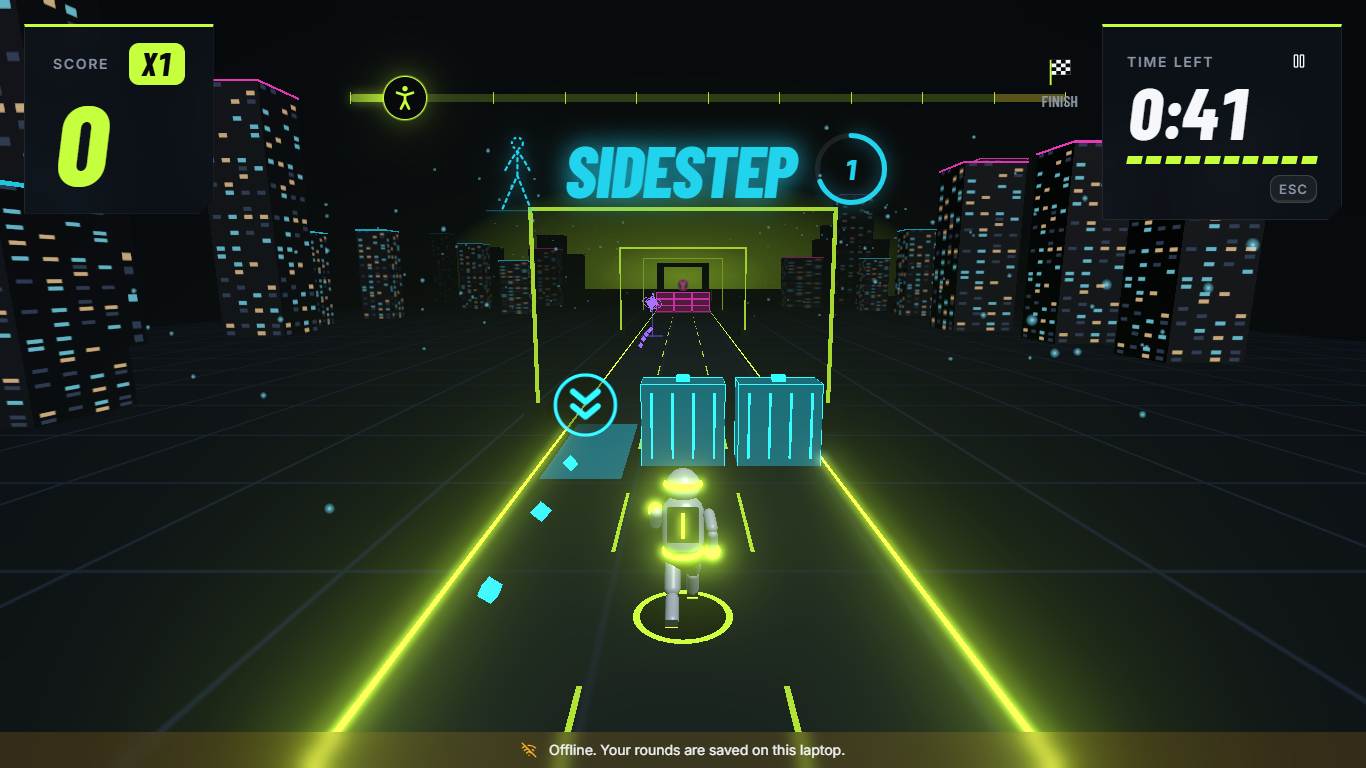 SCORE
X1
0
FINISH
TIME LEFT
0:41
ESC
SIDESTEP
1
Offline. Your rounds are saved on this laptop.